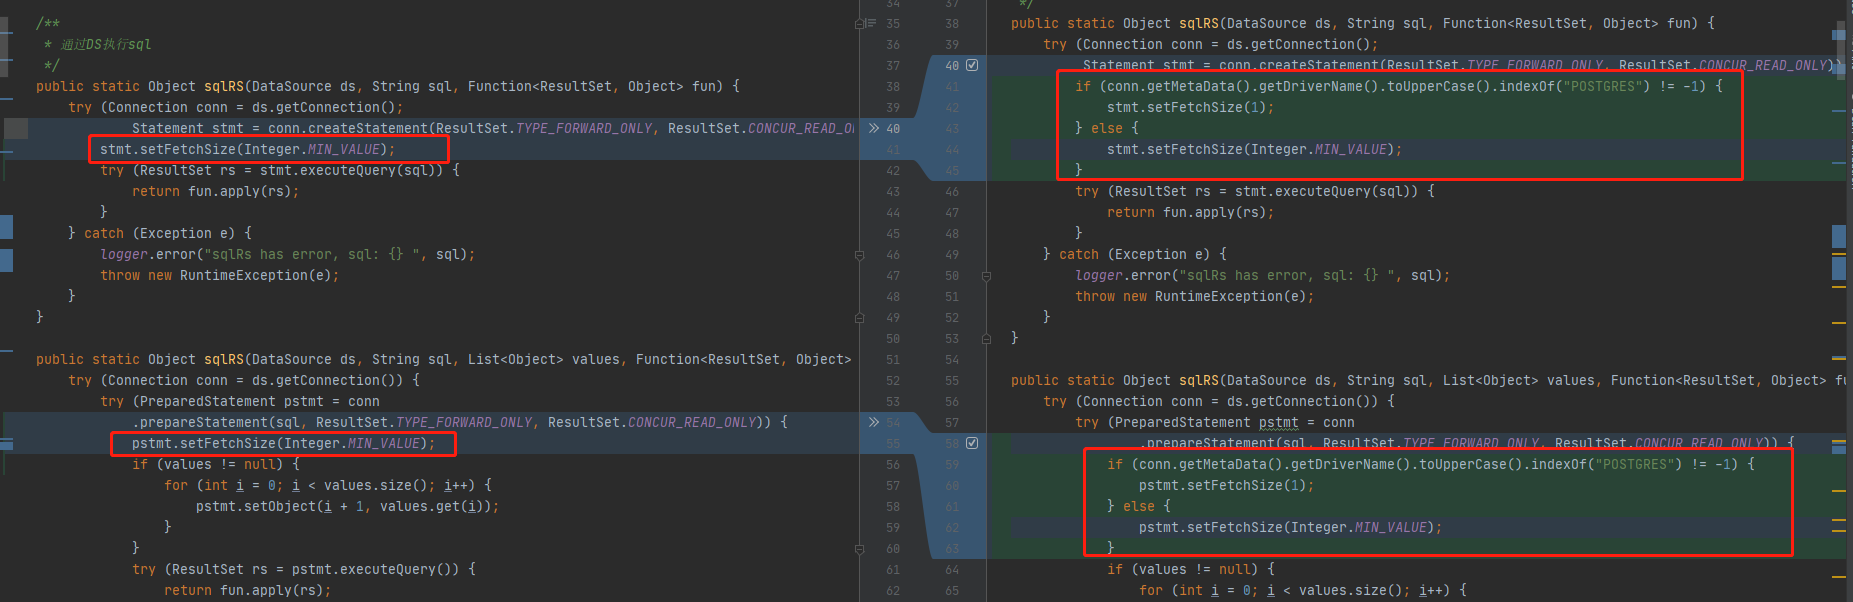 /**
 * 通过DS执行sql
 */
public static Object sqlRS(DataSource ds, String sql, Function<ResultSet, Object> fun) {
    try (Connection conn = ds.getConnection();
            Statement stmt = conn.createStatement(ResultSet.TYPE_FORWARD_ONLY, ResultSet.CONCUR_READ_O
        stmt.setFetchSize(Integer.MIN_VALUE);
        try (ResultSet rs = stmt.executeQuery(sql)) {
            return fun.apply(rs);
        }
    } catch (Exception e) {
        logger.error("sqlRs has error, sql: {} ", sql);
        throw new RuntimeException(e);
    }
}
public static Object sqlRS(DataSource ds, String sql, List<Object> values, Function<ResultSet, Object>
    try (Connection conn = ds.getConnection()) {
        try (PreparedStatement pstmt = conn
            .prepareStatement(sql, ResultSet.TYPE_FORWARD_ONLY, ResultSet.CONCUR_READ_ONLY)) {
            pstmt.setFetchSize(Integer.MIN_VALUE);
            if (values != null) {
                for (int i = 0; i < values.size(); i++) {
                    pstmt.setObject(i + 1, values.get(i));
                }
            }
            try (ResultSet rs = pstmt.executeQuery()) {
                return fun.apply(rs);
34 37
35 38
36 39
37 40
38 41
39 42
40 43
41 44
42 45
43 46
44 47
45 48
46 49
47 50
48 51
49 52
50 53
51 54
52 55
53 56
54 57
55 58
56 59
57 60
58 61
59 62
60 63
61 64
62 65
 */
public static Object sqlRS(DataSource ds, String sql, Function<ResultSet, Object> fun) {
    try (Connection conn = ds.getConnection();
         Statement stmt = conn.createStatement(ResultSet.TYPE_FORWARD_ONLY, ResultSet.CONCUR_READ_ONLY))
        if (conn.getMetaData().getDriverName().toUpperCase().indexOf("POSTGRES") != -1) {
            stmt.setFetchSize(1);
        } else {
            stmt.setFetchSize(Integer.MIN_VALUE);
        }
        try (ResultSet rs = stmt.executeQuery(sql)) {
            return fun.apply(rs);
        }
    } catch (Exception e) {
        logger.error("sqlRs has error, sql: {} ", sql);
        throw new RuntimeException(e);
    }
}
public static Object sqlRS(DataSource ds, String sql, List<Object> values, Function<ResultSet, Object> fu
    try (Connection conn = ds.getConnection()) {
        try (PreparedStatement pstmt = conn
                .prepareStatement(sql, ResultSet.TYPE_FORWARD_ONLY, ResultSet.CONCUR_READ_ONLY)) {
            if (conn.getMetaData().getDriverName().toUpperCase().indexOf("POSTGRES") != -1) {
                pstmt.setFetchSize(1);
            } else {
                pstmt.setFetchSize(Integer.MIN_VALUE);
            }
            if (values != null) {
                for (int i = 0; i < values.size(); i++) {